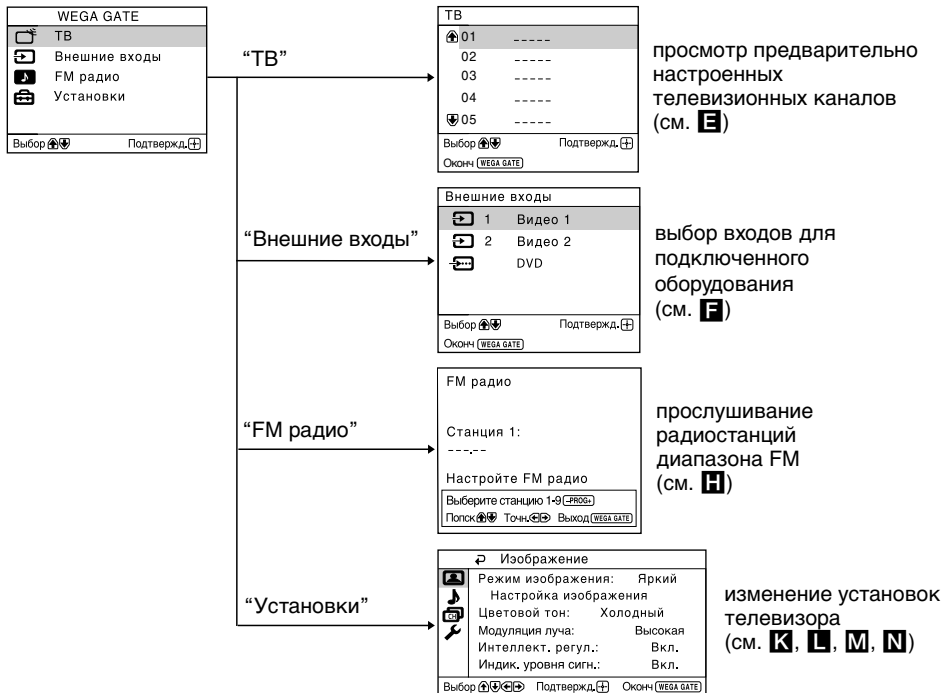 WEGA GATE
ТВ
Внешние входы
FM радио
Установки
Выбор Подтвержд.
“ТВ”
ТВ
01 -----
02 -----
03 -----
04 -----
05 -----
Выбор Подтвержд.
Оконч WEGA GATE
просмотр предварительно
настроенных
телевизионных каналов
(см. E)
“Внешние входы”
Внешние входы
1 Видео 1
2 Видео 2
DVD
Выбор Подтвержд.
Оконч WEGA GATE
выбор входов для
подключенного
оборудования
(см. F)
“FM радио”
FM радио
Станция 1:
---.--
Настройте FM радио
Выберите станцию 1-9 -PROG+
Попск Точн. Выход WEGA GATE
прослушивание
радиостанций
диапазона FM
(см. H)
“Установки”
Изображение
Режим изображения: Яркий
Настройка изображения
Цветовой тон: Холодный
CH
Модуляция луча: Высокая
Интеллект. регул.: Вкл.
Индик. уровня сигн.: Вкл.
Выбор Подтвержд. Оконч WEGA GATE
изменение установок
телевизора
(см. K, L, M, N)